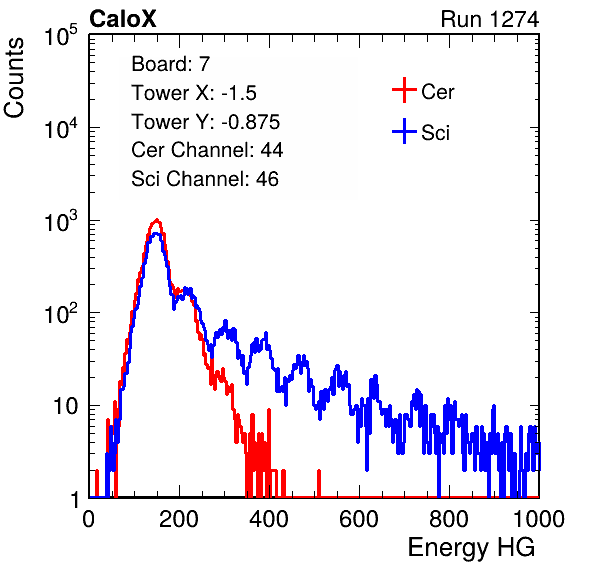 CaloX Run 1274
Counts
10^5
10^4
10^3
10^2
10
1
Board: 7
Tower X: -1.5
Tower Y: -0.875
Cer Channel: 44
Sci Channel: 46
Cer
Sci
0 200 400 600 800 1000
Energy HG